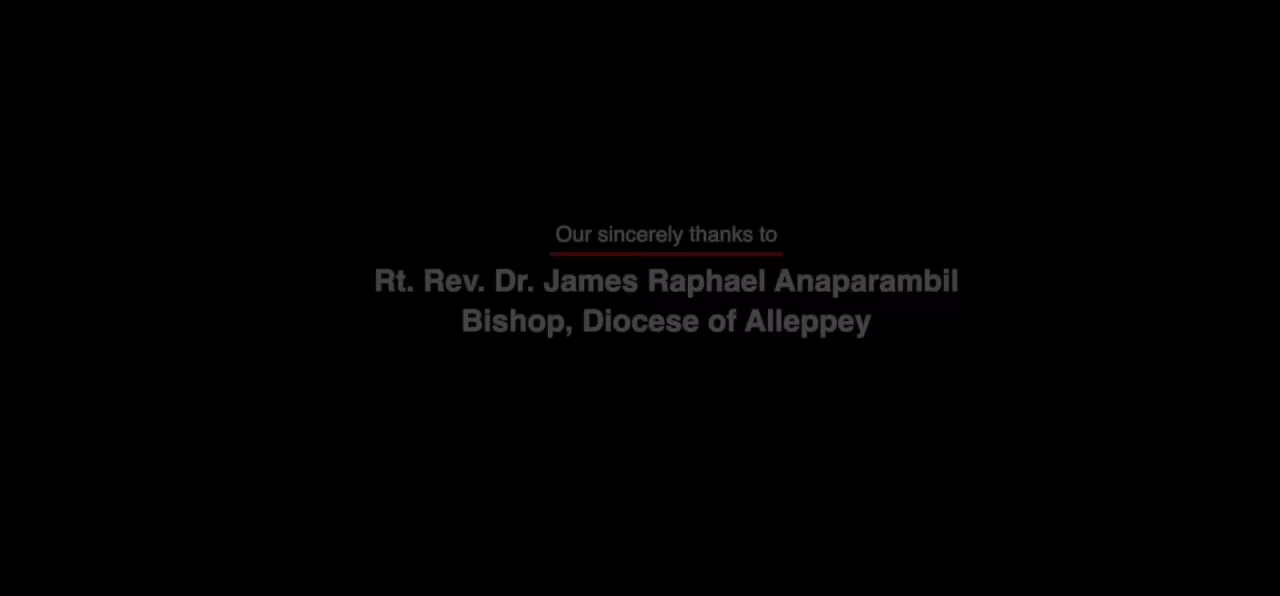 Our sincerely thanks to
Rt. Rev. Dr. James Raphael Anaparambil
Bishop, Diocese of Alleppey